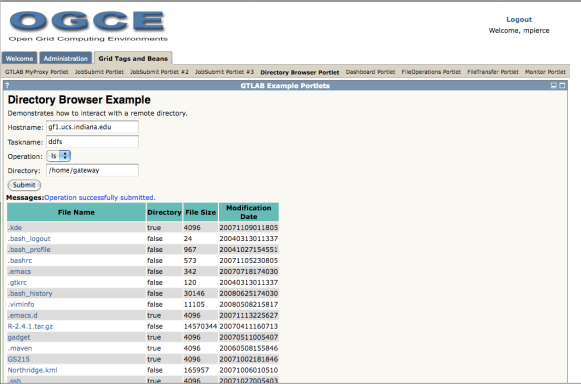 OGCE
Open Grid Computing Environments
Logout
Welcome, mpierce
Welcome Administration Grid Tags and Beans
GTLAB MyProxy Portlet JobSubmit Portlet JobSubmit Portlet #2 JobSubmit Portlet #3 Directory Browser Portlet Dashboard Portlet FileOperations Portlet FileTransfer Portlet Monitor Portlet
? GTLAB Example Portlets
Directory Browser Example
Demonstrates how to interact with a remote directory.
Hostname: gf1.ucs.indiana.edu
Taskname: ddfs
Operation: ls
Directory: /home/gateway
Submit
Messages:Operation successfully submitted.
File Name Directory File Size Modification Date
.kde true 4096 20071109011805
.bash_logout false 24 20040313011337
.bash_profile false 967 20041027154551
.bashrc false 573 20071105230805
.emacs false 342 20070718174030
.gtkrc false 120 20040313011337
.bash_history false 30146 20080625174030
.viminfo false 11105 20080508215817
.emacs.d true 4096 20071113225627
R-2.4.1.tar.gz false 14570344 20070411160713
gadget true 4096 20070511005407
.maven true 4096 20060508155846
GS215 true 4096 20071002181846
Northridge.kml false 165957 20071006010510
.ssh true 4096 20071027005403